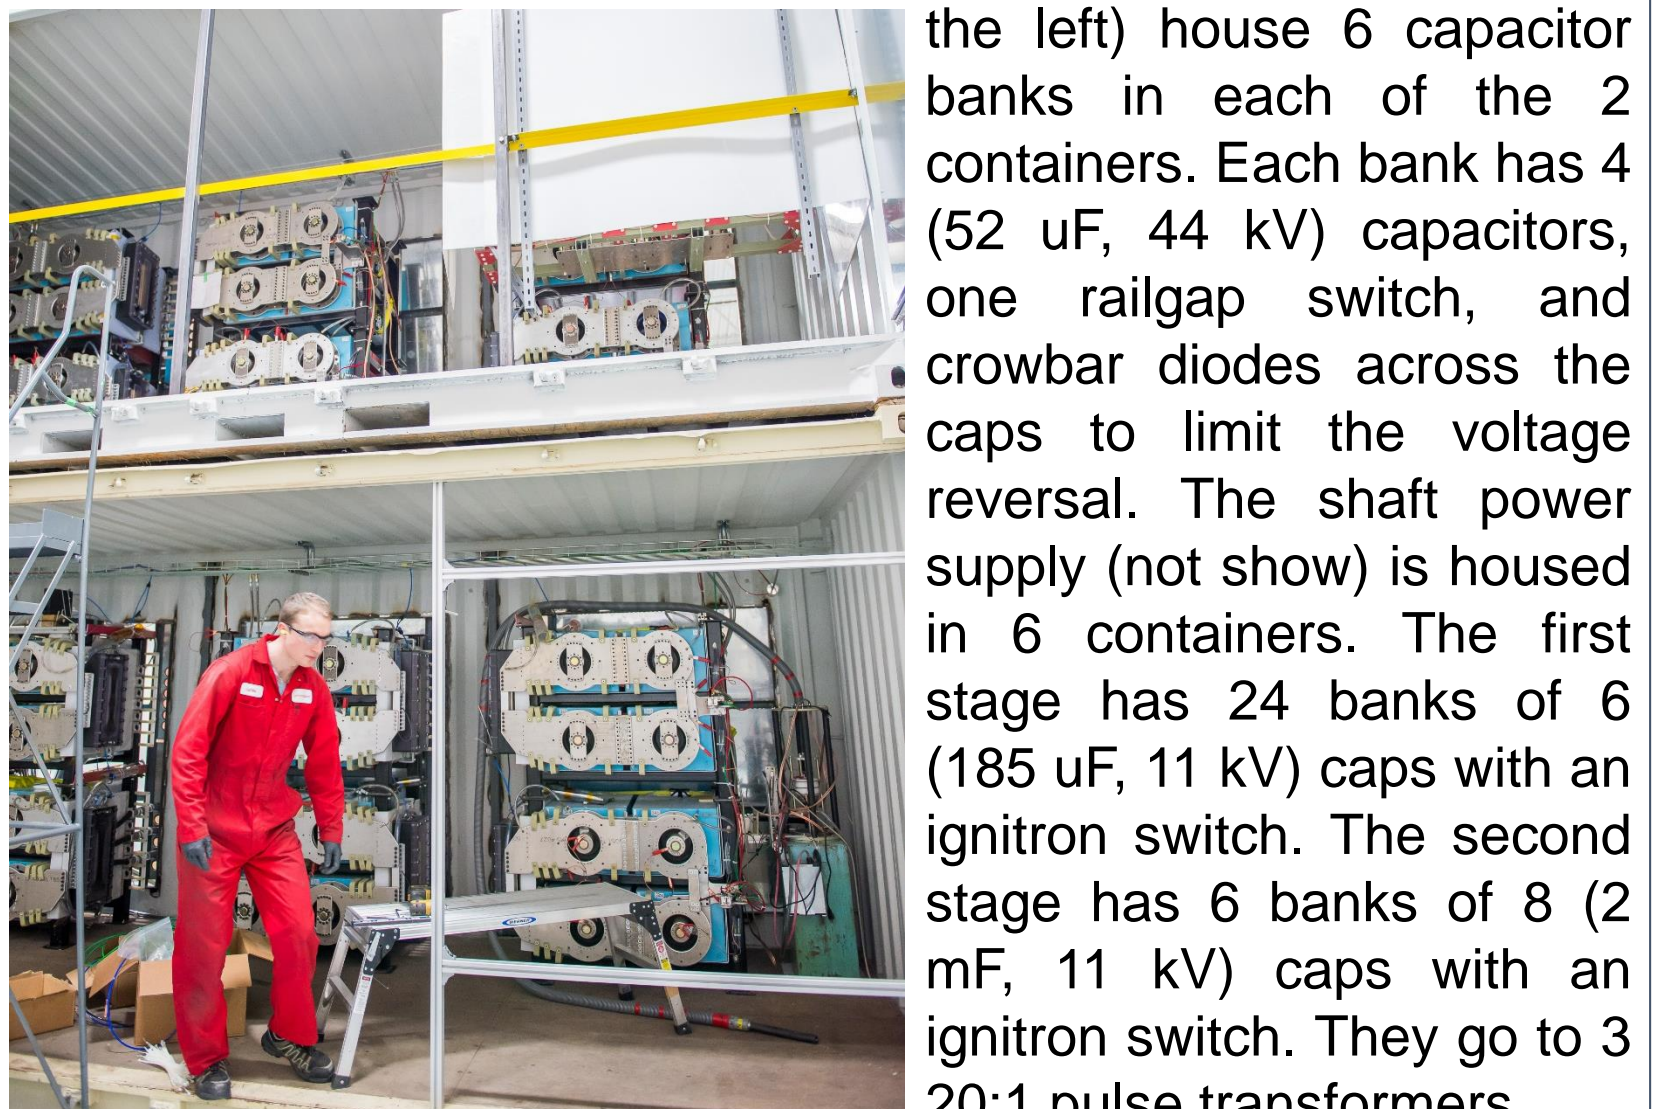 the left) house 6 capacitor
banks in each of the 2
containers. Each bank has 4
(52 uF, 44 kV) capacitors,
one railgap switch, and
crowbar diodes across the
caps to limit the voltage
reversal. The shaft power
supply (not show) is housed
in 6 containers. The first
stage has 24 banks of 6
(185 uF, 11 kV) caps with an
ignitron switch. The second
stage has 6 banks of 8 (2
mF, 11 kV) caps with an
ignitron switch. They go to 3
20:1 pulse transformers